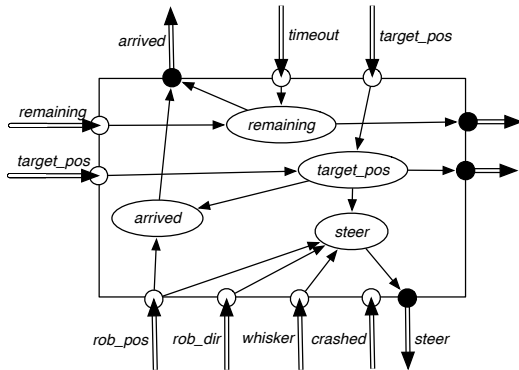 arrived
timeout
target_pos
remaining
remaining
target_pos
target_pos
arrived
steer
rob_pos
rob_dir
whisker
crashed
steer